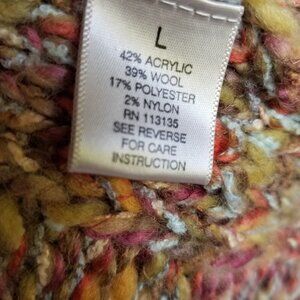 L
42% ACRYLIC
39% WOOL
17% POLYESTER
2% NYLON
RN 113135
SEE REVERSE
FOR CARE
INSTRUCTION